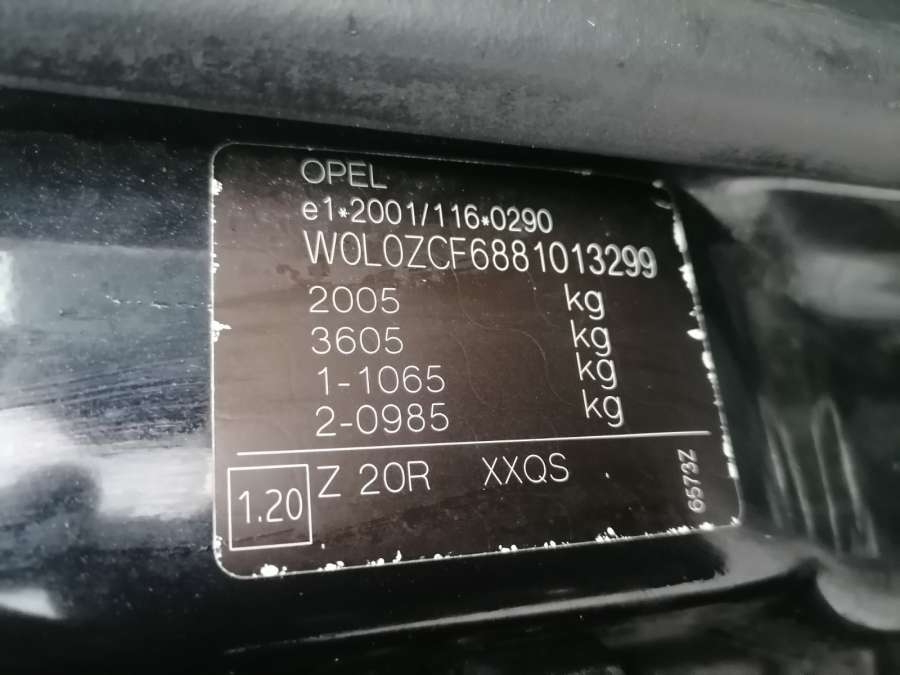 OPEL
e1*2001/116*0290
W0L0ZCF6881013299
2005 kg
3605 kg
1-1065 kg
2-0985 kg
1.20 Z 20R XXQS .
6573Z